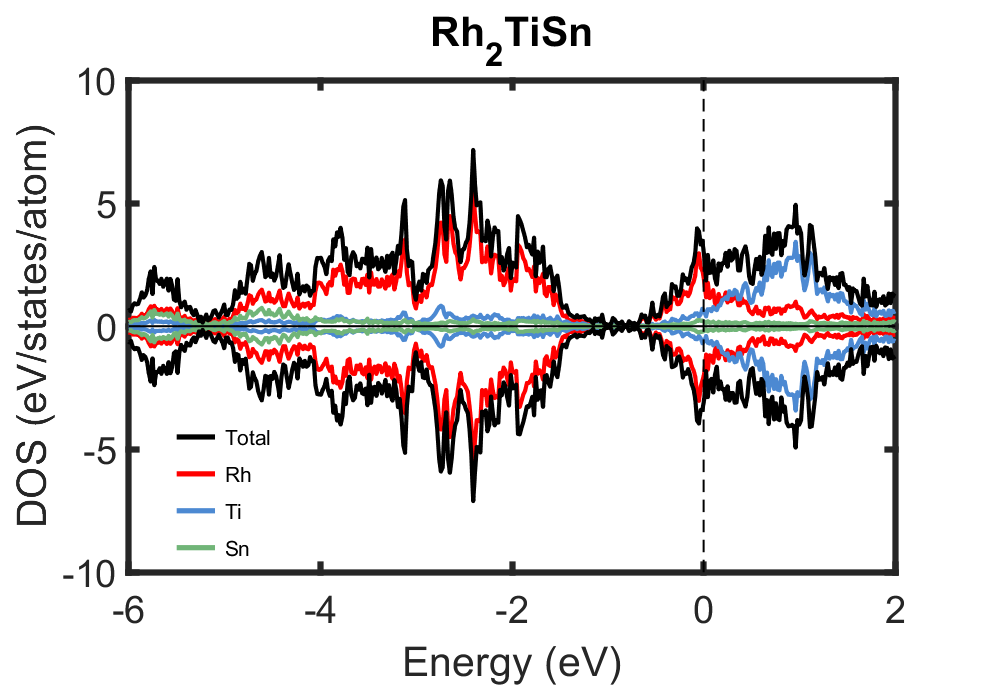 Rh₂TiSn
DOS (eV/states/atom)
10
5
0
-5
-10
Total
Rh
Ti
Sn
-6 -4 -2 0 2
Energy (eV)